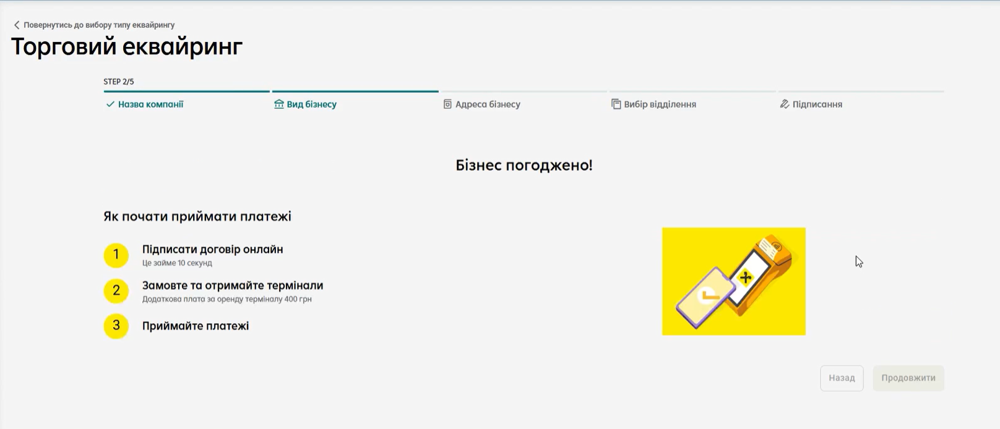 Повернутись до вибору типу еквайрингу
Торговий еквайринг
STEP 2/5
Назва компанії
Вид бізнесу
Адреса бізнесу
Вибір відділення
Підписання
Бізнес погоджено!
Як почати приймати платежі
1
Підписати договір онлайн
Це займе 10 секунд
2
Замовте та отримайте термінали
Додаткова плата за оренду терміналу 400 грн
3
Приймайте платежі
Назад
Продовжити